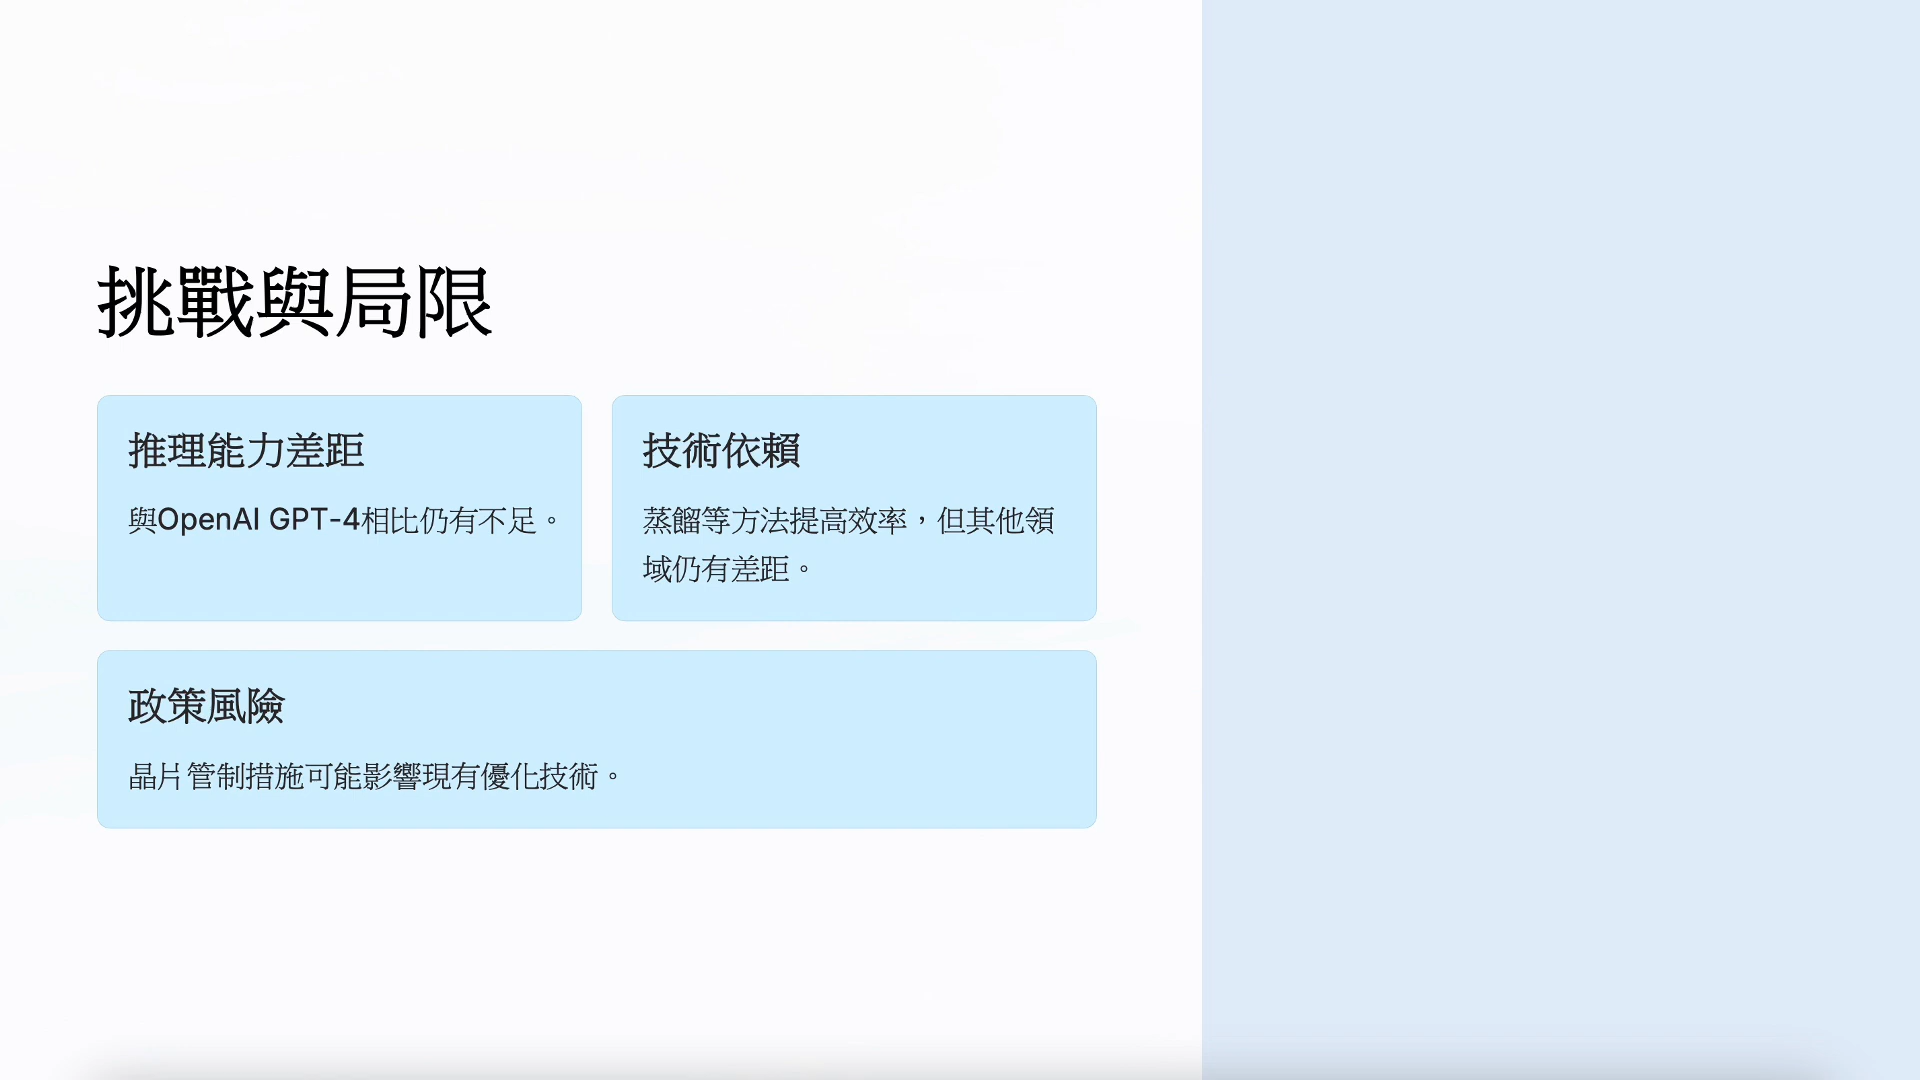 挑戰與局限
推理能力差距
與OpenAI GPT-4相比仍有不足。
技術依賴
蒸餾等方法提高效率，但其他領
域仍有差距。
政策風險
晶片管制措施可能影響現有優化技術。